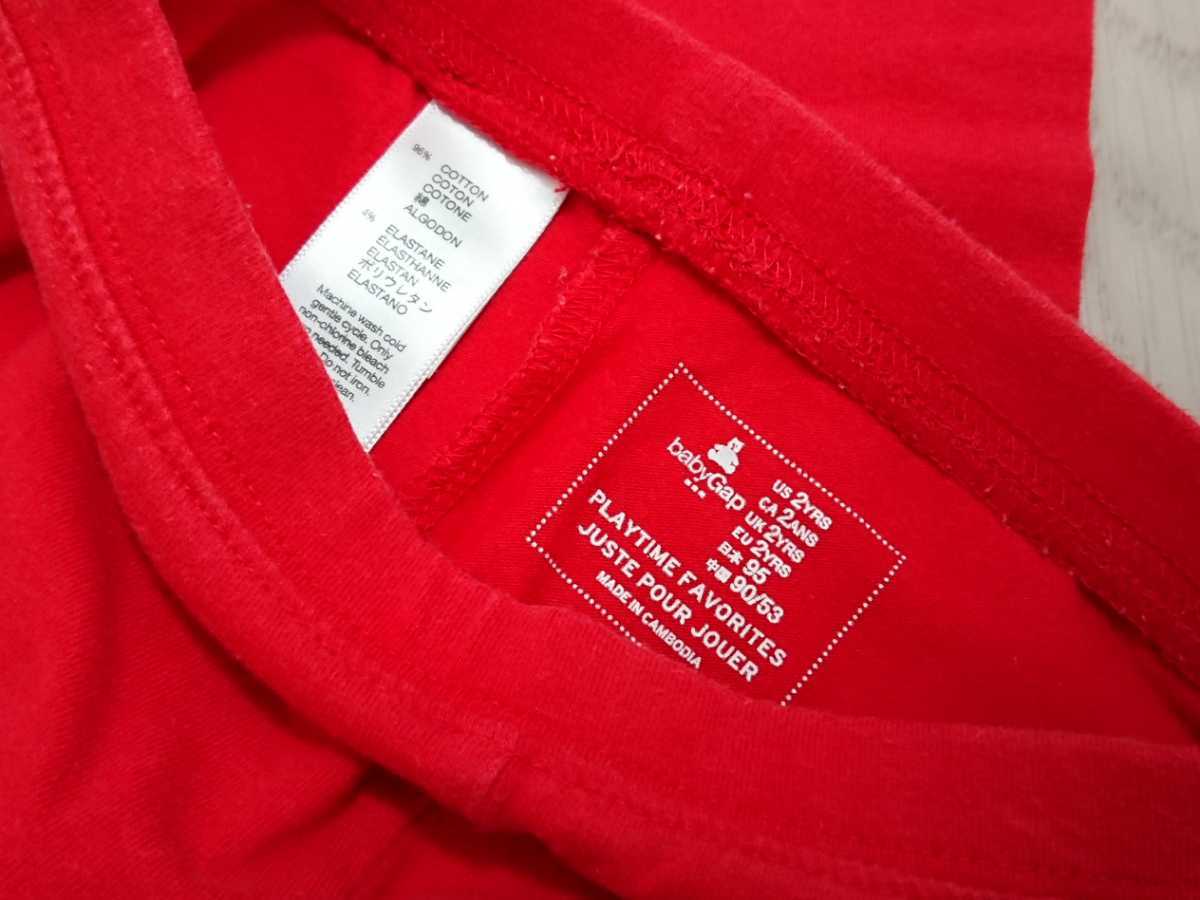 96% COTTON
COTON
COTONE
綿
ALGODON
4% ELASTANE
ELASTHANNE
ELASTAN
ポリウレタン
ELASTANO
Machine wash cold
gentle cycle. Only
non-chlorine bleach
needed. Tumble
Do not iron.
babyGap
US 2YRS
CA 2ANS
UK 2YRS
EU 2YRS
日本 95
中国 90/53
PLAYTIME FAVORITES
JUSTE POUR JOUER
MADE IN CAMBODIA